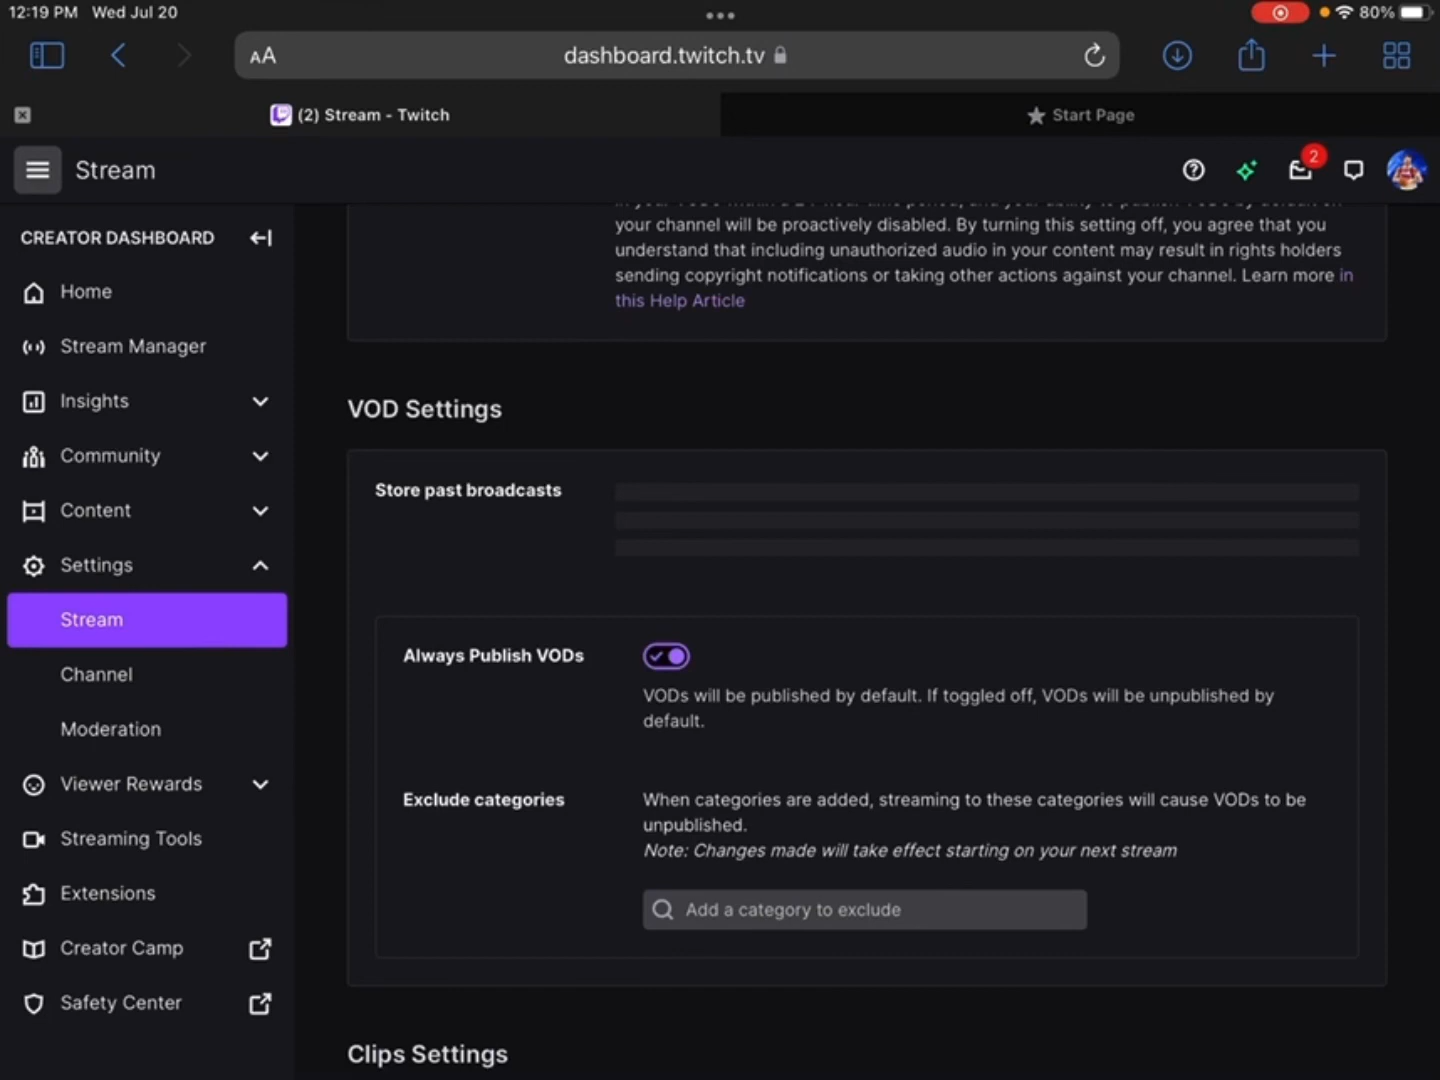 12:19 PM Wed Jul 20
80%
AA
dashboard.twitch.tv
(2) Stream - Twitch
Start Page
Stream
2
CREATOR DASHBOARD
Home
Stream Manager
Insights
Community
Content
Settings
Stream
Channel
Moderation
Viewer Rewards
Streaming Tools
Extensions
Creator Camp
Safety Center
your channel will be proactively disabled. By turning this setting off, you agree that you
understand that including unauthorized audio in your content may result in rights holders
sending copyright notifications or taking other actions against your channel. Learn more in
this Help Article
VOD Settings
Store past broadcasts
Always Publish VODs
VODs will be published by default. If toggled off, VODs will be unpublished by
default.
Exclude categories
When categories are added, streaming to these categories will cause VODs to be
unpublished.
Note: Changes made will take effect starting on your next stream
Add a category to exclude
Clips Settings